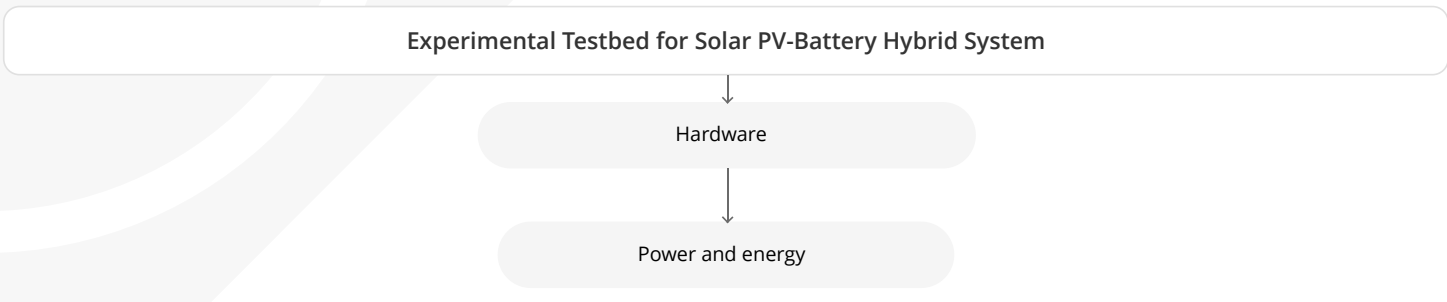 Experimental Testbed for Solar PV-Battery Hybrid System
Hardware
Power and energy